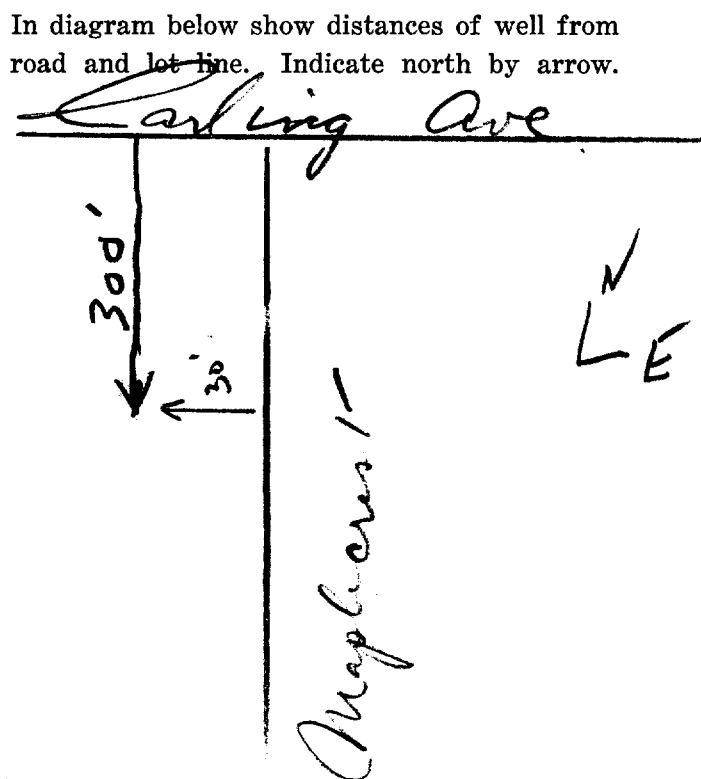 In diagram below show distances of well from
road and lot line. Indicate north by arrow.
Carling Ave
300'
30'
N
E
Maplecrest